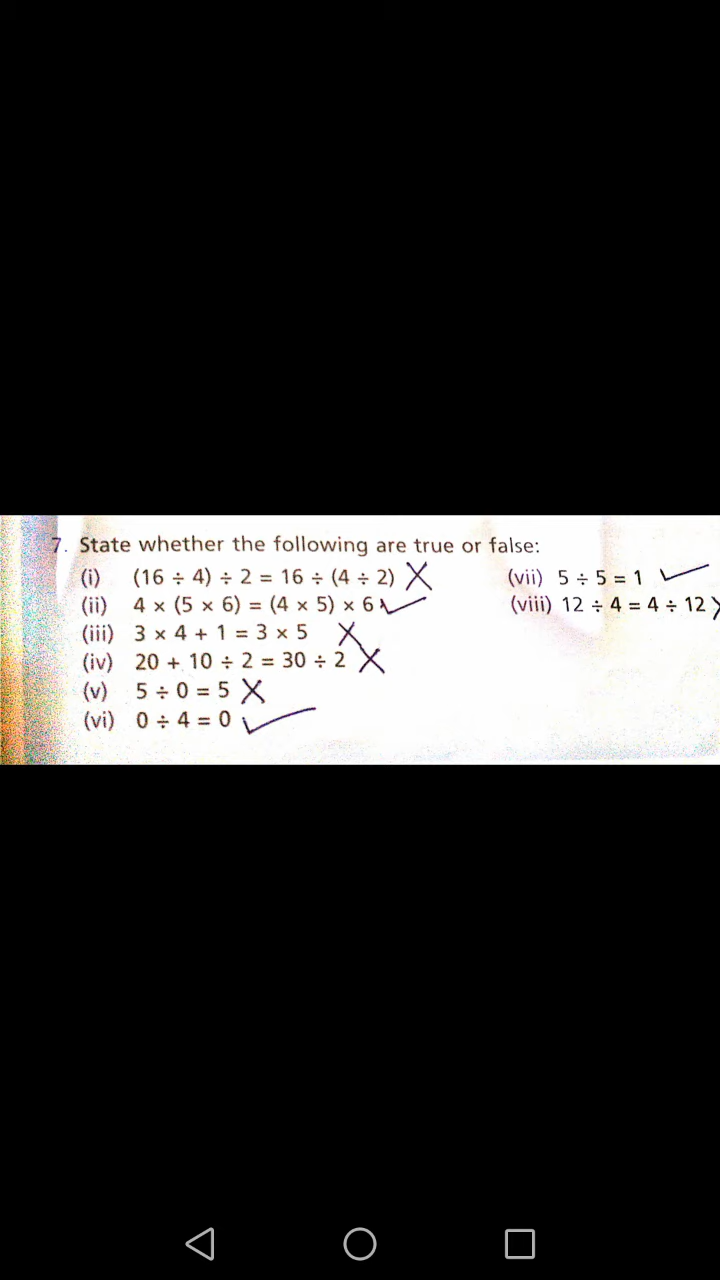 7. State whether the following are true or false:
(i) (16 ÷ 4) ÷ 2 = 16 ÷ (4 ÷ 2) X
(ii) 4 × (5 × 6) = (4 × 5) × 6 ✓
(iii) 3 × 4 + 1 = 3 × 5 X
(iv) 20 + 10 ÷ 2 = 30 ÷ 2 X
(v) 5 ÷ 0 = 5 X
(vi) 0 ÷ 4 = 0 ✓
(vii) 5 ÷ 5 = 1 ✓
(viii) 12 ÷ 4 = 4 ÷ 12 X